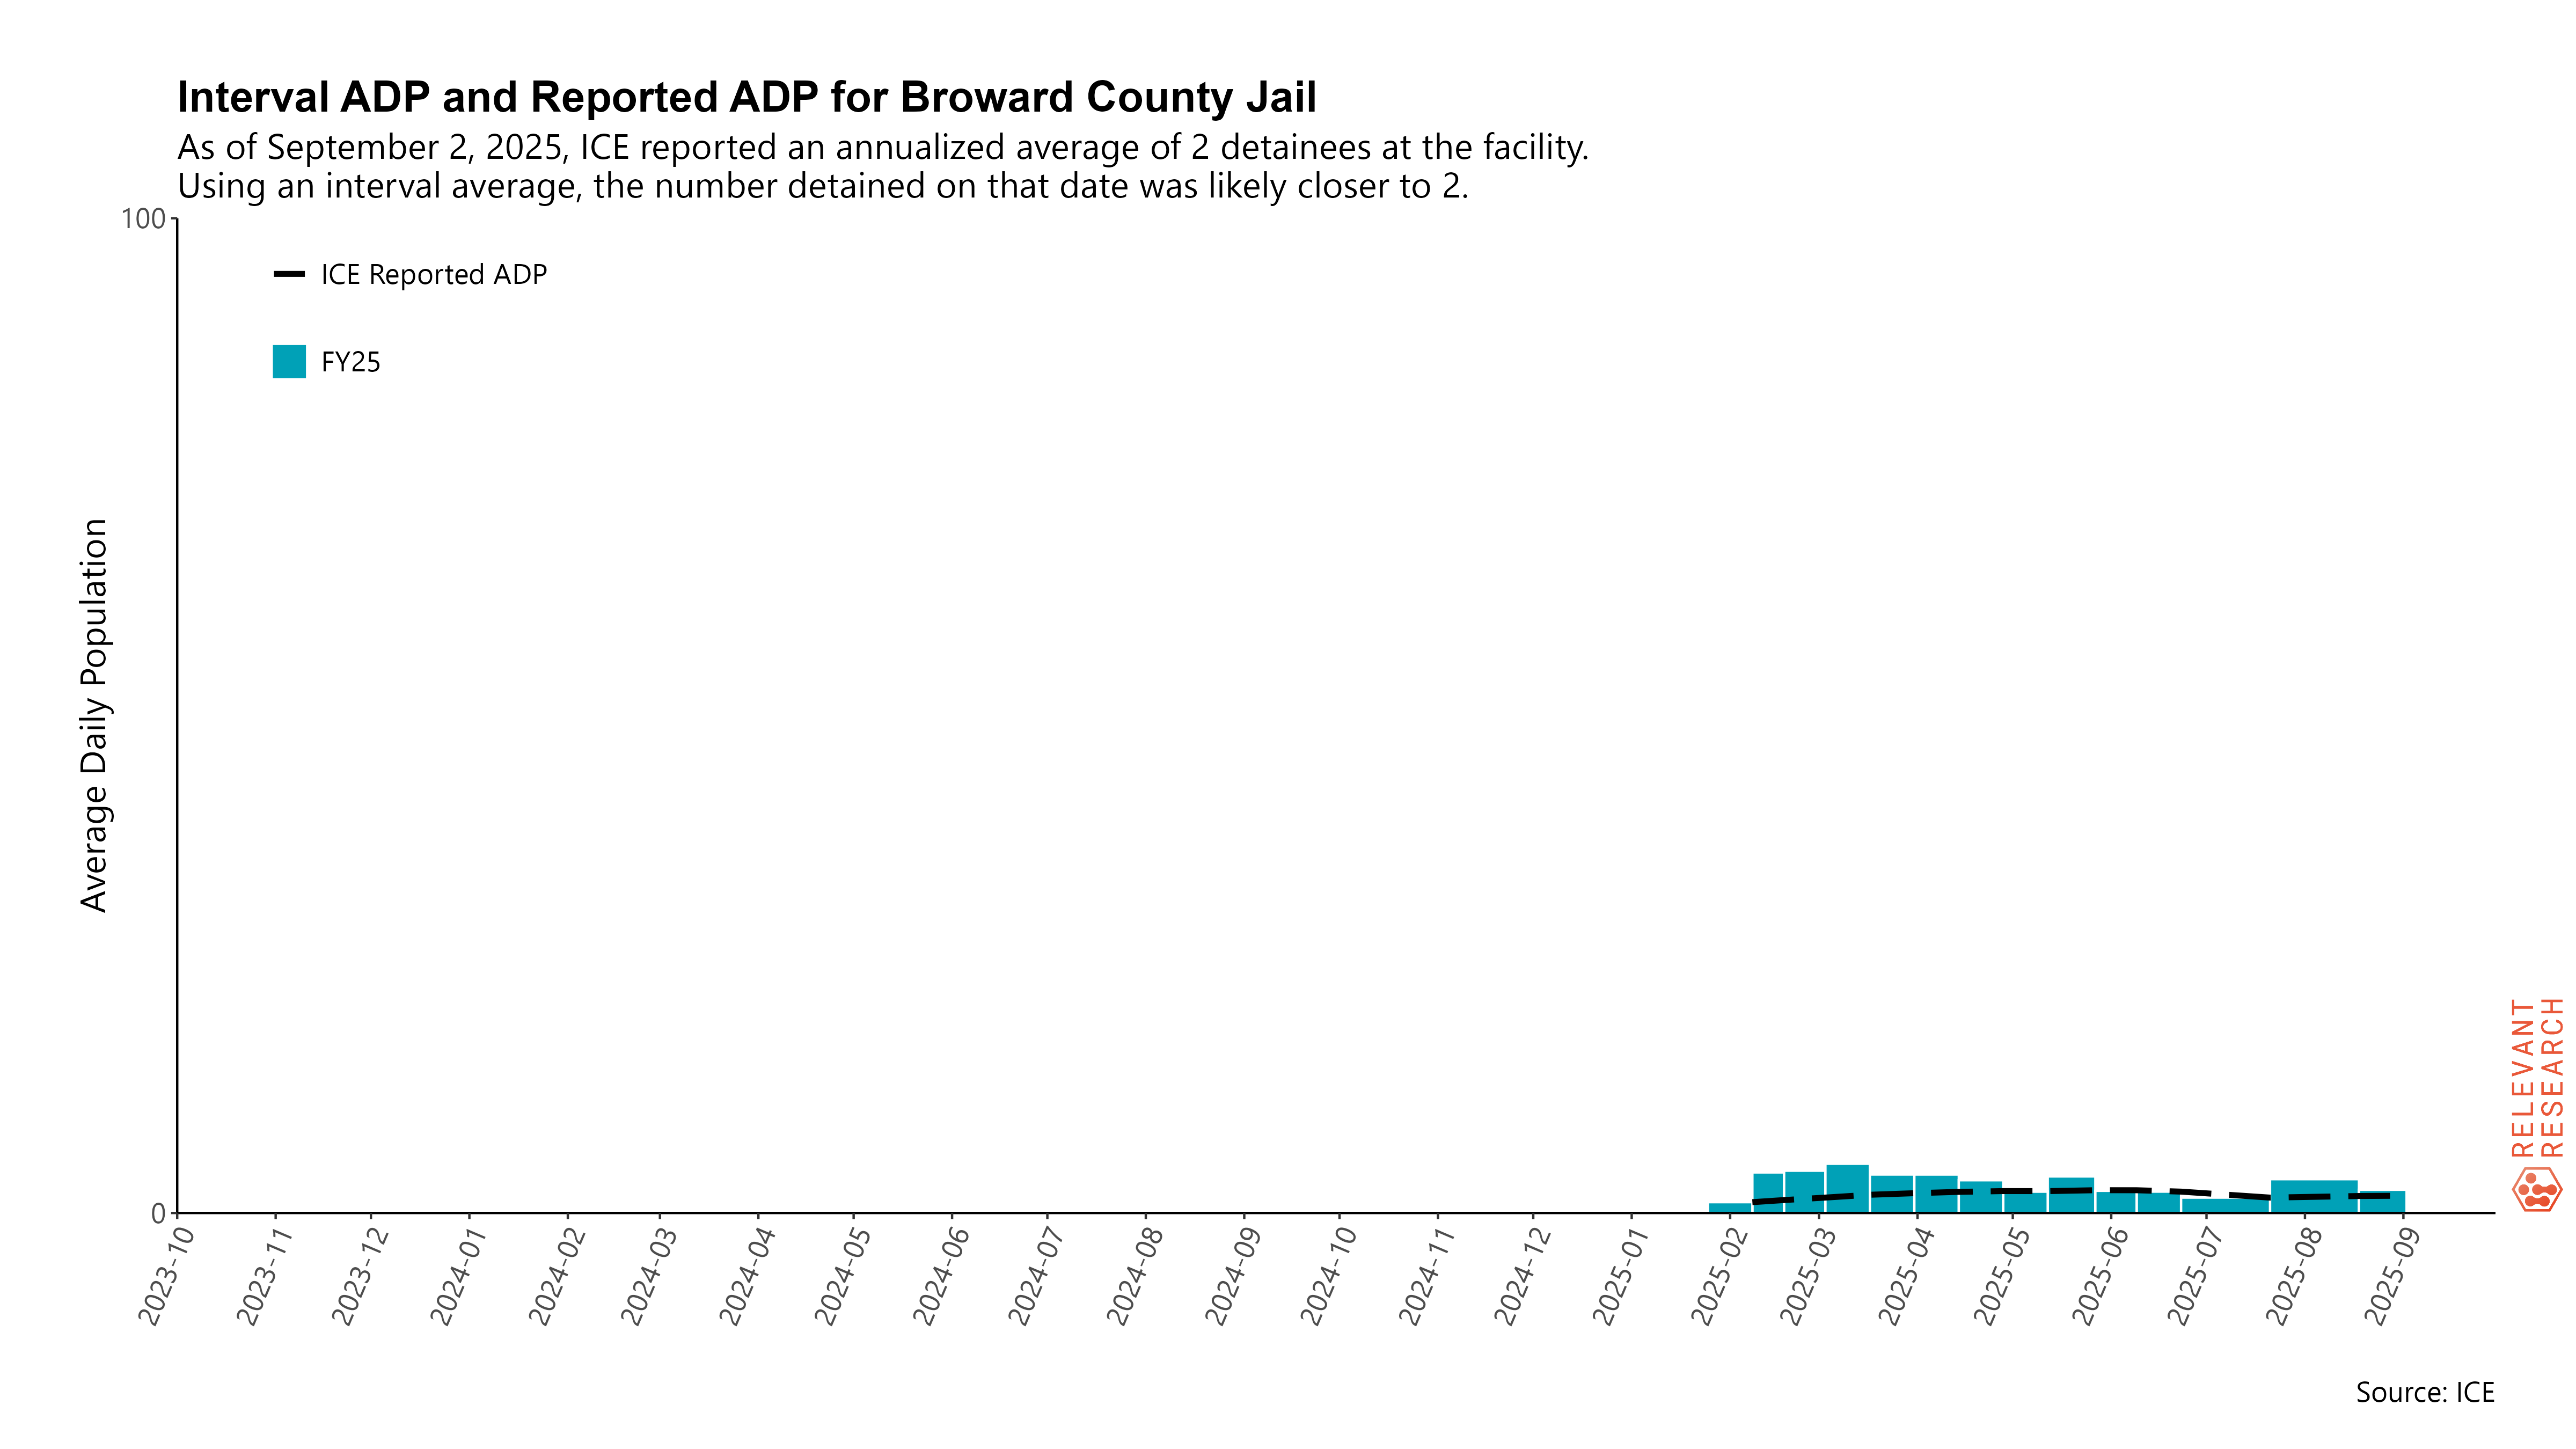 Interval ADP and Reported ADP for Broward County Jail
As of September 2, 2025, ICE reported an annualized average of 2 detainees at the facility.
Using an interval average, the number detained on that date was likely closer to 2.
100
ICE Reported ADP
FY25
Average Daily Population
0
2023-10
2023-11
2023-12
2024-01
2024-02
2024-03
2024-04
2024-05
2024-06
2024-07
2024-08
2024-09
2024-10
2024-11
2024-12
2025-01
2025-02
2025-03
2025-04
2025-05
2025-06
2025-07
2025-08
2025-09
RELEVANT
RESEARCH
Source: ICE